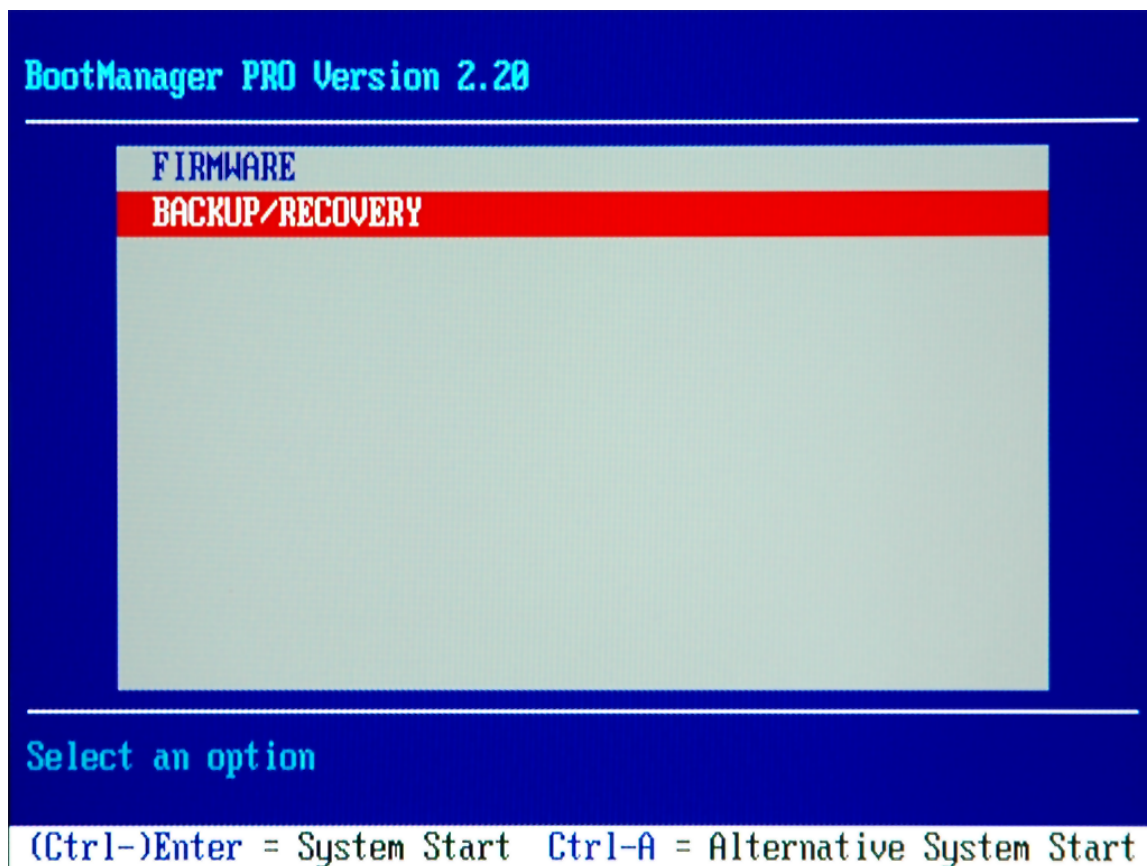 BootManager PRO Version 2.20
FIRMWARE
BACKUP/RECOVERY
Select an option
(Ctrl-)Enter = System Start Ctrl-A = Alternative System Start